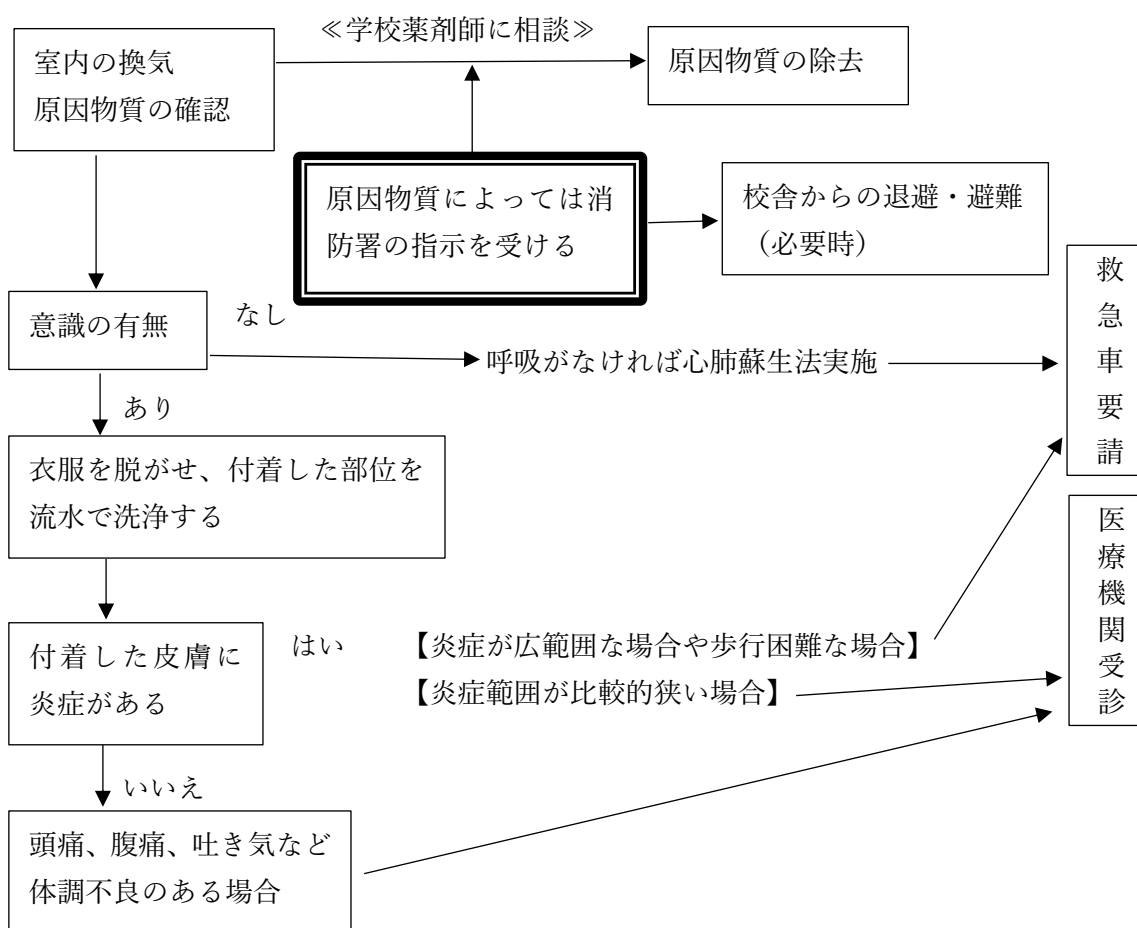 ≪学校薬剤師に相談≫
室内の換気
原因物質の確認
原因物質の除去
原因物質によっては消
防署の指示を受ける
校舎からの退避・避難
（必要時）
救急車要請
意識の有無
なし
呼吸がなければ心肺蘇生法実施
あり
衣服を脱がせ、付着した部位を
流水で洗浄する
医療機関受診
付着した皮膚に
炎症がある
はい
【炎症が広範囲な場合や歩行困難な場合】
【炎症範囲が比較的狭い場合】
いいえ
頭痛、腹痛、吐き気など
体調不良のある場合